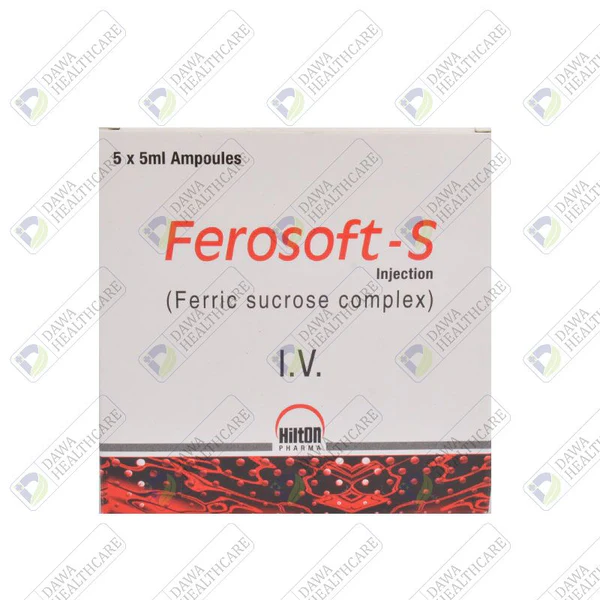 5 x 5ml Ampoules
Ferosoft-S
Injection
(Ferric sucrose complex)
I.V.
HiltOn
PHARMA
DAWA
HEALTHCARE